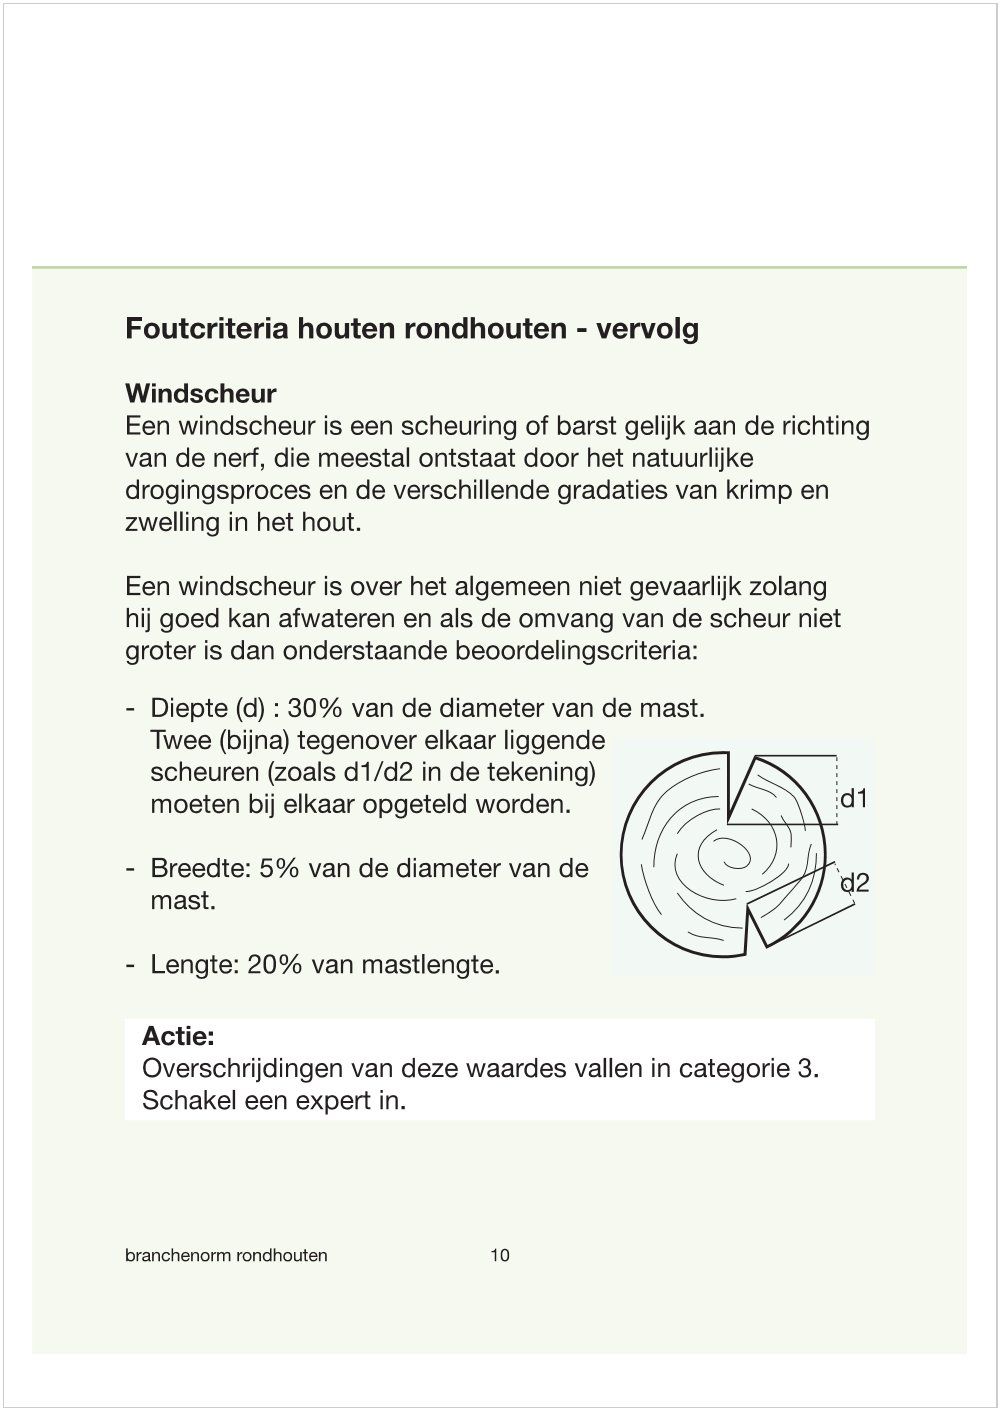 Foutcriteria houten rondhouten - vervolg
Windscheur
Een windscheur is een scheuring of barst gelijk aan de richting
van de nerf, die meestal ontstaat door het natuurlijke
drogingsproces en de verschillende gradaties van krimp en
zwelling in het hout.
Een windscheur is over het algemeen niet gevaarlijk zolang
hij goed kan afwateren en als de omvang van de scheur niet
groter is dan onderstaande beoordelingscriteria:
- Diepte (d) : 30% van de diameter van de mast.
Twee (bijna) tegenover elkaar liggende
scheuren (zoals d1/d2 in de tekening)
moeten bij elkaar opgeteld worden.
- Breedte: 5% van de diameter van de
mast.
- Lengte: 20% van mastlengte.
d1
d2
Actie:
Overschrijdingen van deze waardes vallen in categorie 3.
Schakel een expert in.
branchenorm rondhouten 10